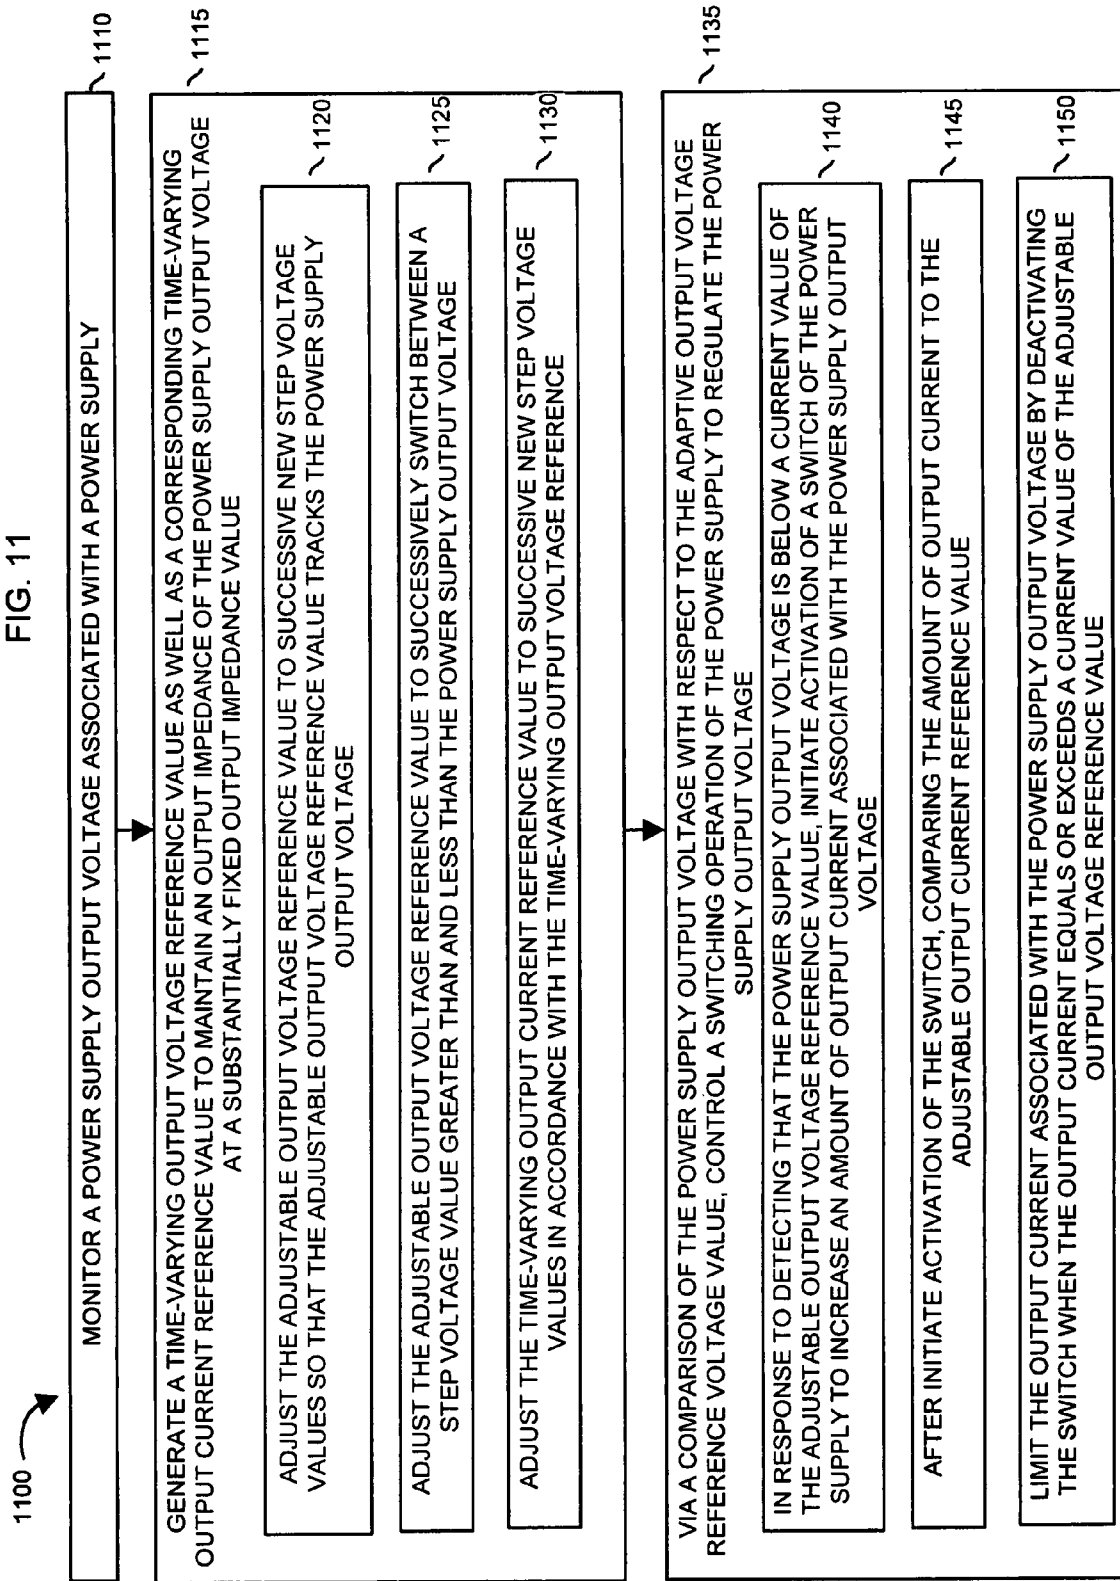 FIG. 11
1100
MONITOR A POWER SUPPLY OUTPUT VOLTAGE ASSOCIATED WITH A POWER SUPPLY
1110
GENERATE A TIME-VARYING OUTPUT VOLTAGE REFERENCE VALUE AS WELL AS A CORRESPONDING TIME-VARYING
OUTPUT CURRENT REFERENCE VALUE TO MAINTAIN AN OUTPUT IMPEDANCE OF THE POWER SUPPLY OUTPUT VOLTAGE
AT A SUBSTANTIALLY FIXED OUTPUT IMPEDANCE VALUE
1115
ADJUST THE ADJUSTABLE OUTPUT VOLTAGE REFERENCE VALUE TO SUCCESSIVE NEW STEP VOLTAGE
VALUES SO THAT THE ADJUSTABLE OUTPUT VOLTAGE REFERENCE VALUE TRACKS THE POWER SUPPLY
OUTPUT VOLTAGE
1120
ADJUST THE ADJUSTABLE OUTPUT VOLTAGE REFERENCE VALUE TO SUCCESSIVELY SWITCH BETWEEN A
STEP VOLTAGE VALUE GREATER THAN AND LESS THAN THE POWER SUPPLY OUTPUT VOLTAGE
1125
ADJUST THE TIME-VARYING OUTPUT CURRENT REFERENCE VALUE TO SUCCESSIVE NEW STEP VOLTAGE
VALUES IN ACCORDANCE WITH THE TIME-VARYING OUTPUT VOLTAGE REFERENCE
1130
VIA A COMPARISON OF THE POWER SUPPLY OUTPUT VOLTAGE WITH RESPECT TO THE ADAPTIVE OUTPUT VOLTAGE
REFERENCE VOLTAGE VALUE, CONTROL A SWITCHING OPERATION OF THE POWER SUPPLY TO REGULATE THE POWER
SUPPLY OUTPUT VOLTAGE
1135
IN RESPONSE TO DETECTING THAT THE POWER SUPPLY OUTPUT VOLTAGE IS BELOW A CURRENT VALUE OF
THE ADJUSTABLE OUTPUT VOLTAGE REFERENCE VALUE, INITIATE ACTIVATION OF A SWITCH OF THE POWER
SUPPLY TO INCREASE AN AMOUNT OF OUTPUT CURRENT ASSOCIATED WITH THE POWER SUPPLY OUTPUT
VOLTAGE
1140
AFTER INITIATE ACTIVATION OF THE SWITCH, COMPARING THE AMOUNT OF OUTPUT CURRENT TO THE
ADJUSTABLE OUTPUT CURRENT REFERENCE VALUE
1145
LIMIT THE OUTPUT CURRENT ASSOCIATED WITH THE POWER SUPPLY OUTPUT VOLTAGE BY DEACTIVATING
THE SWITCH WHEN THE OUTPUT CURRENT EQUALS OR EXCEEDS A CURRENT VALUE OF THE ADJUSTABLE
OUTPUT VOLTAGE REFERENCE VALUE
1150